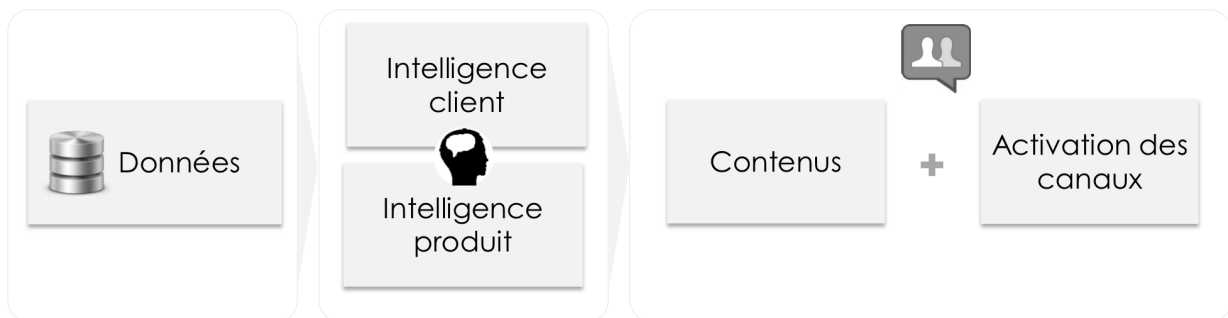 Données
Intelligence
client
Intelligence
produit
Contenus
Activation des
canaux